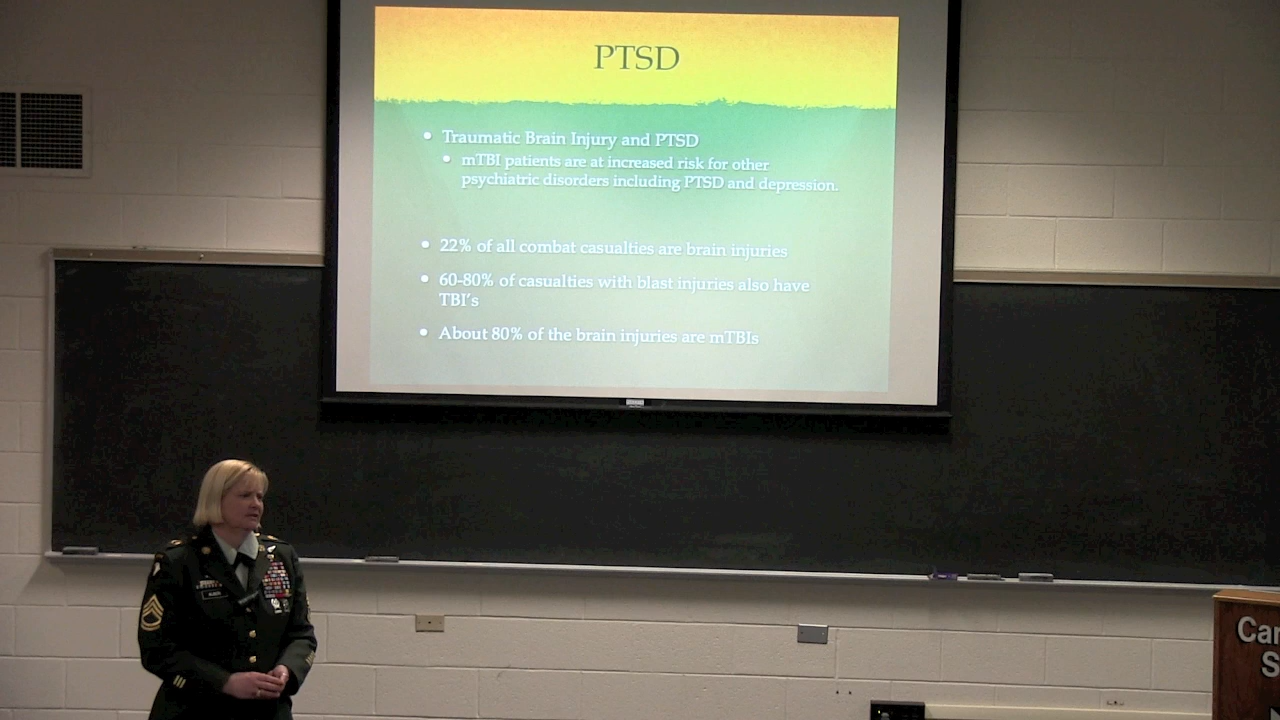 PTSD
Traumatic Brain Injury and PTSD
mTBI patients are at increased risk for other
psychiatric disorders including PTSD and depression.
22% of all combat casualties are brain injuries
60-80% of casualties with blast injuries also have
TBI's
About 80% of the brain injuries are mTBIs
Car
S